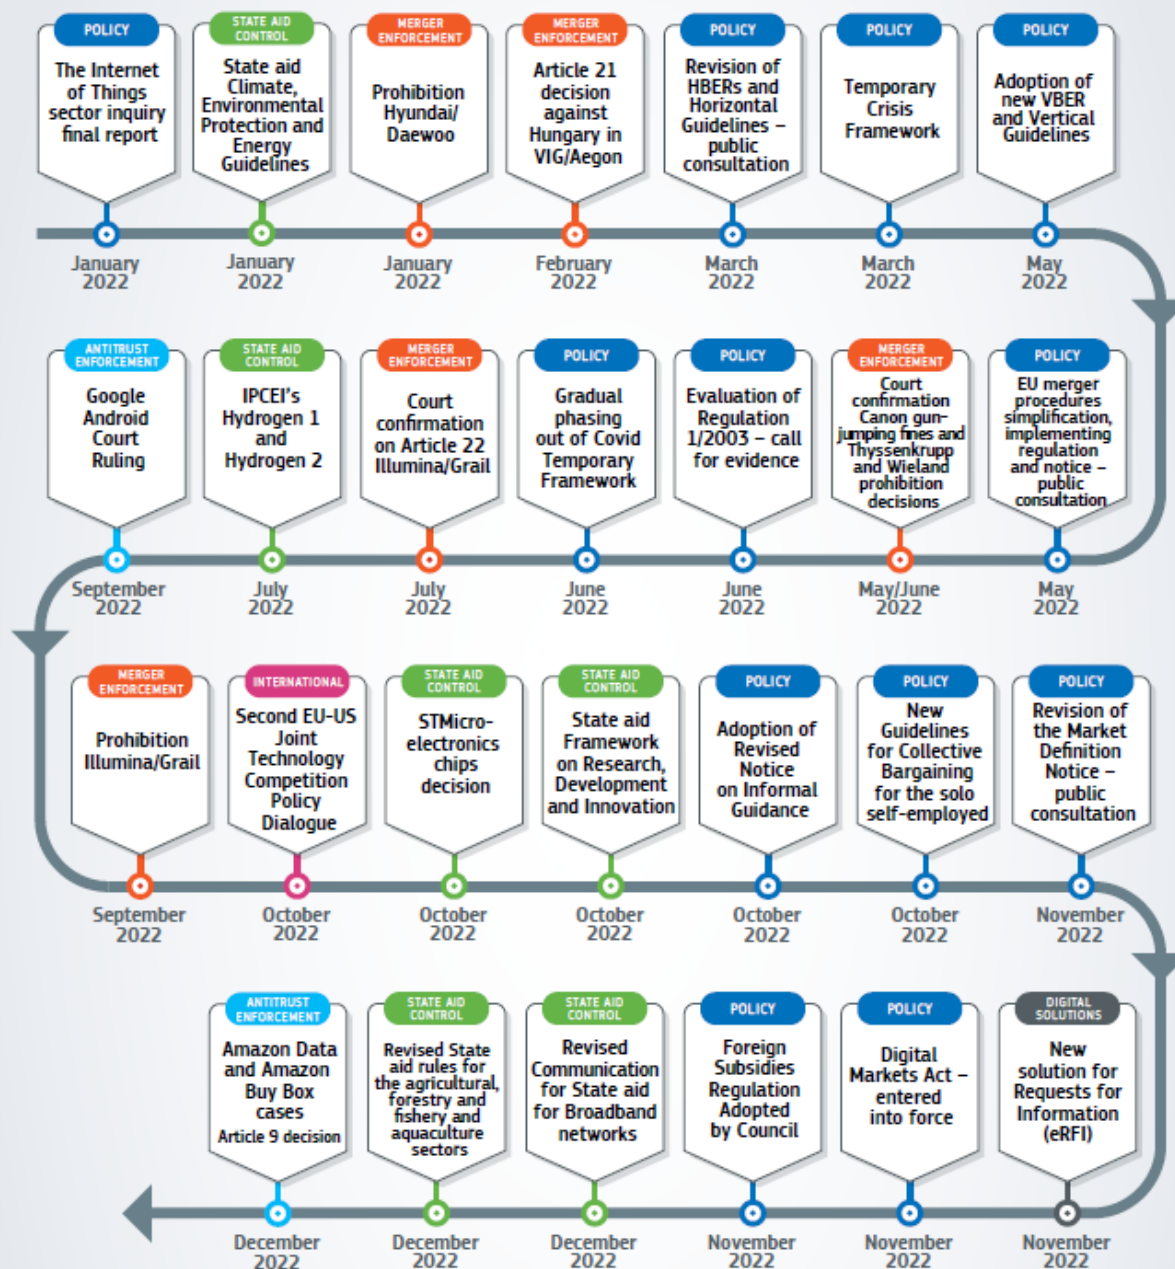 POLICY
The Internet
of Things
sector inquiry
final report
January
2022
STATE AID
CONTROL
State aid
Climate,
Environmental
Protection and
Energy
Guidelines
January
2022
MERGER
ENFORCEMENT
Prohibition
Hyundai/
Daewoo
January
2022
MERGER
ENFORCEMENT
Article 21
decision
against
Hungary in
VIG/Aegon
February
2022
POLICY
Revision of
HBERs and
Horizontal
Guidelines –
public
consultation
March
2022
POLICY
Temporary
Crisis
Framework
March
2022
POLICY
Adoption of
new VBER
and Vertical
Guidelines
May
2022
ANTITRUST
ENFORCEMENT
Google
Android
Court
Ruling
September
2022
STATE AID
CONTROL
IPCEI's
Hydrogen 1
and
Hydrogen 2
July
2022
MERGER
ENFORCEMENT
Court
confirmation
on Article 22
Illumina/Grail
July
2022
POLICY
Gradual
phasing
out of Covid
Temporary
Framework
June
2022
POLICY
Evaluation of
Regulation
1/2003 – call
for evidence
June
2022
MERGER
ENFORCEMENT
Court
confirmation
Canon gun-
jumping fines and
Thyssenkrupp
and Wieland
prohibition
decisions
May/June
2022
POLICY
EU merger
procedures
simplification,
implementing
regulation
and notice –
public
consultation
May
2022
MERGER
ENFORCEMENT
Prohibition
Illumina/Grail
September
2022
INTERNATIONAL
Second EU-US
Joint
Technology
Competition
Policy
Dialogue
October
2022
STATE AID
CONTROL
STMicro-
electronics
chips
decision
October
2022
STATE AID
CONTROL
State aid
Framework
on Research,
Development
and Innovation
October
2022
POLICY
Adoption of
Revised
Notice
on Informal
Guidance
October
2022
POLICY
New
Guidelines
for Collective
Bargaining
for the solo
self-employed
October
2022
POLICY
Revision of
the Market
Definition
Notice –
public
consultation
November
2022
ANTITRUST
ENFORCEMENT
Amazon Data
and Amazon
Buy Box
cases
Article 9 decision
December
2022
STATE AID
CONTROL
Revised State
aid rules for
the agricultural,
forestry and
fishery and
aquaculture
sectors
December
2022
STATE AID
CONTROL
Revised
Communication
for State aid
for Broadband
networks
December
2022
POLICY
Foreign
Subsidies
Regulation
Adopted
by Council
November
2022
POLICY
Digital
Markets Act –
entered
into force
November
2022
DIGITAL
SOLUTIONS
New
solution for
Requests for
Information
(eRFI)
November
2022